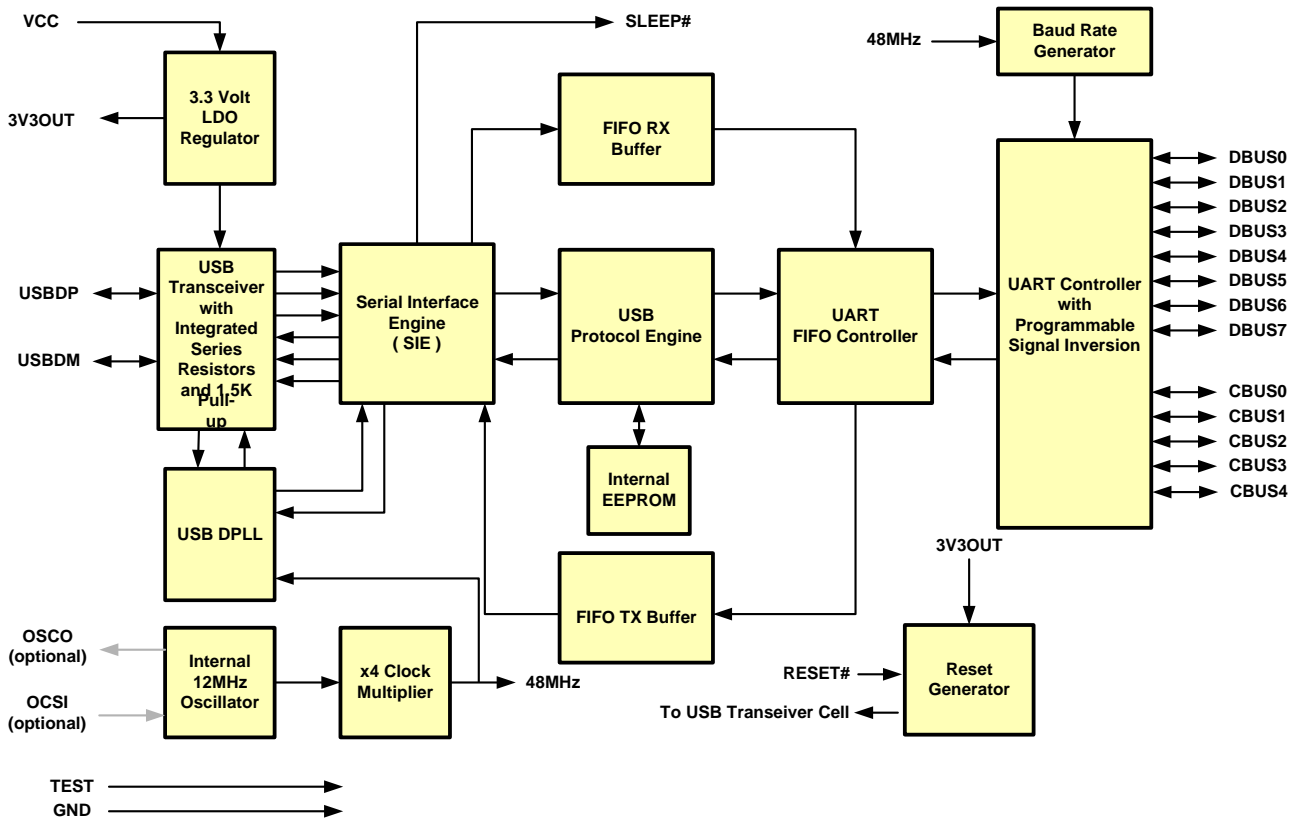 VCC
SLEEP#
48MHz
Baud Rate
Generator
3.3 Volt
LDO
Regulator
3V3OUT
FIFO RX
Buffer
DBUS0
DBUS1
DBUS2
DBUS3
DBUS4
DBUS5
DBUS6
DBUS7
USBDP
USBDM
USB
Transceiver
with
Integrated
Series
Resistors
and 1.5K
Pull-
up
Serial Interface
Engine
( SIE )
USB
Protocol Engine
UART
FIFO Controller
UART Controller
with
Programmable
Signal Inversion
CBUS0
CBUS1
CBUS2
CBUS3
CBUS4
Internal
EEPROM
USB DPLL
3V3OUT
FIFO TX Buffer
OSCO
(optional)
OCSI
(optional)
Internal
12MHz
Oscillator
x4 Clock
Multiplier
48MHz
RESET#
Reset
Generator
To USB Transeiver Cell
TEST
GND